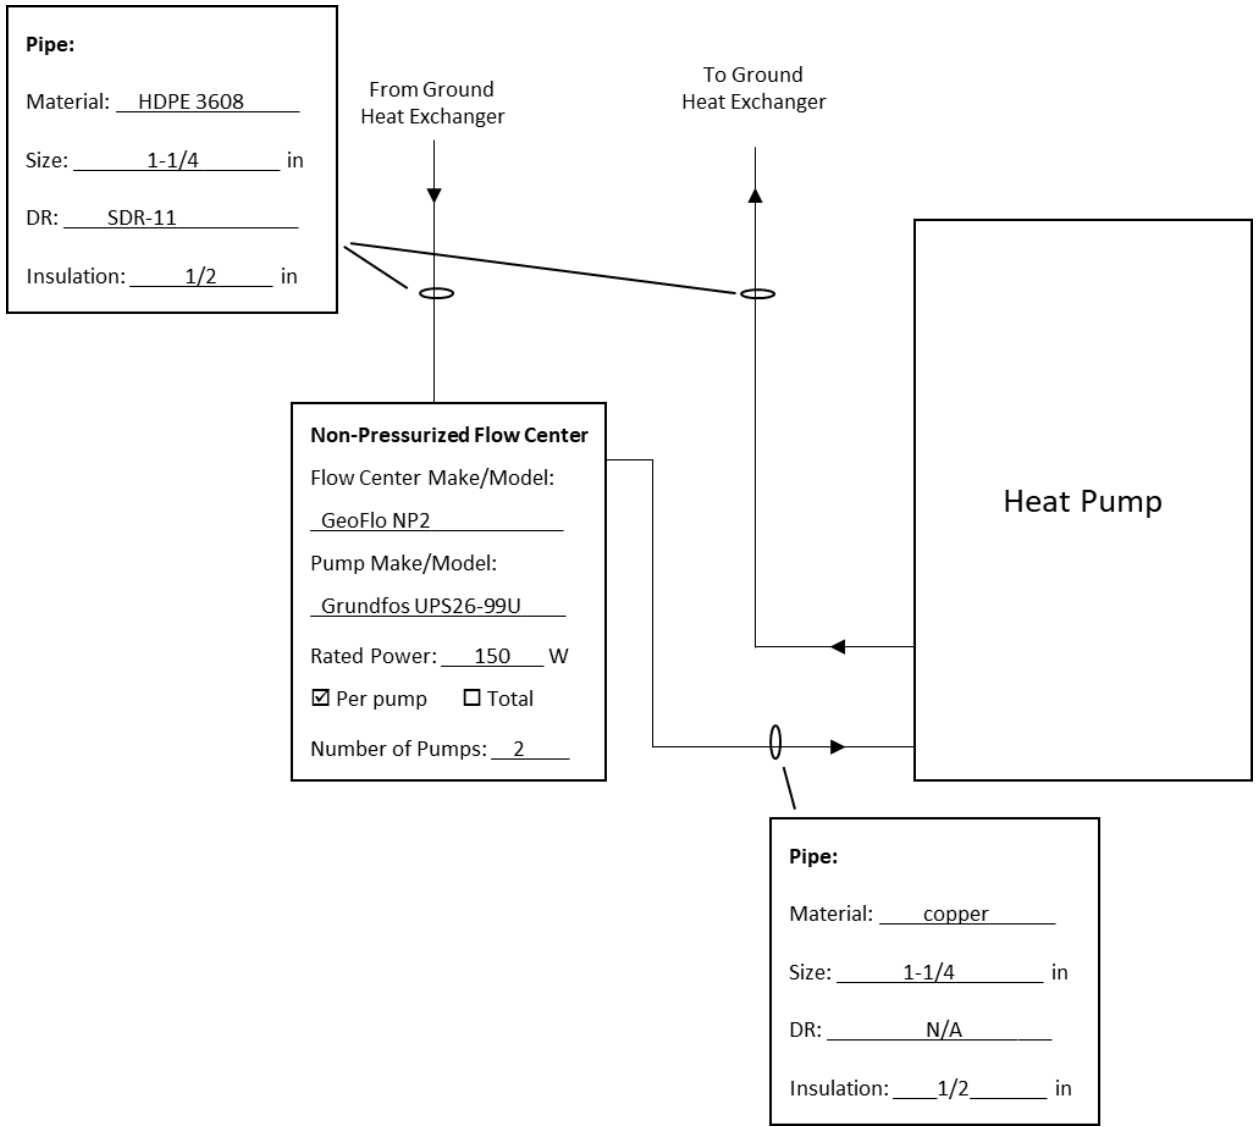 Pipe:
Material: HDPE 3608
Size: 1-1/4 in
DR: SDR-11
Insulation: 1/2 in
From Ground
Heat Exchanger
To Ground
Heat Exchanger
Non-Pressurized Flow Center
Flow Center Make/Model:
GeoFlo NP2
Pump Make/Model:
Grundfos UPS26-99U
Rated Power: 150 W
☑ Per pump ☐ Total
Number of Pumps: 2
Heat Pump
Pipe:
Material: copper
Size: 1-1/4 in
DR: N/A
Insulation: 1/2 in